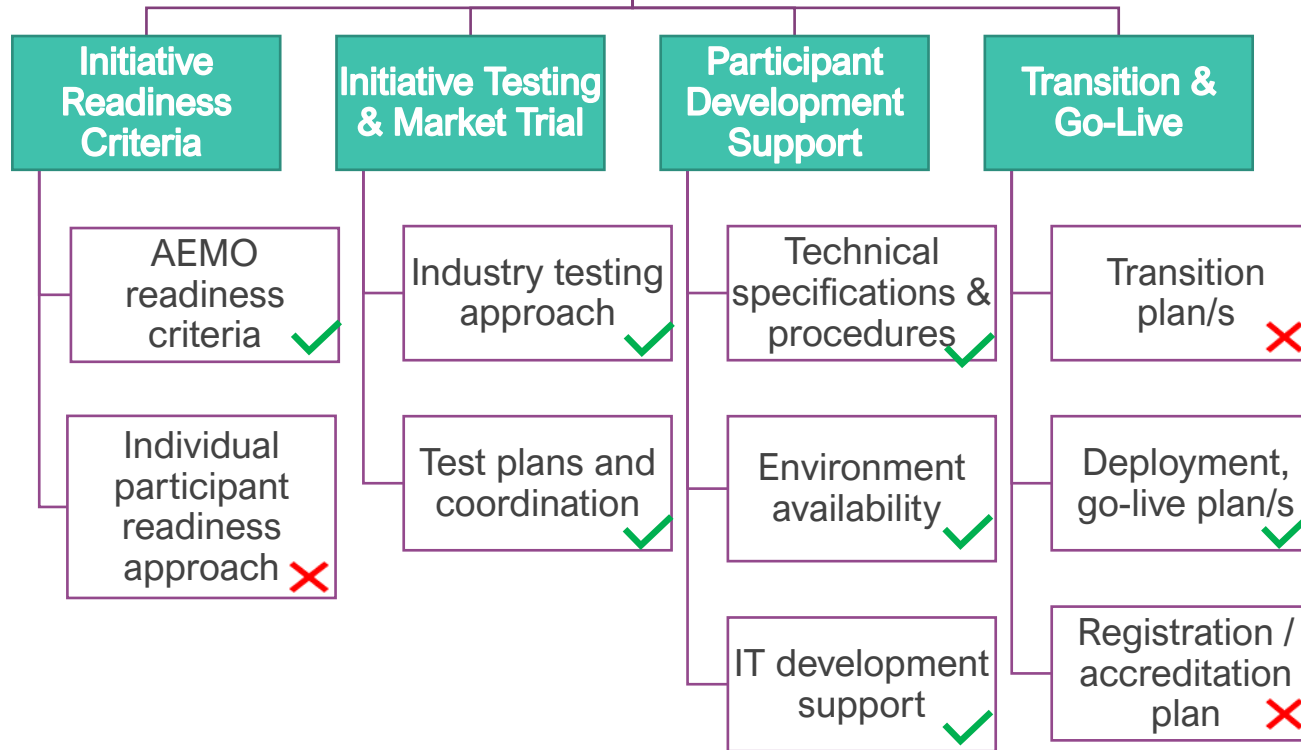 Initiative
Readiness
Criteria
Initiative Testing
& Market Trial
Participant
Development
Support
Transition &
Go-Live
AEMO
readiness
criteria
Individual
participant
readiness
approach
Industry testing
approach
Test plans and
coordination
Technical
specifications &
procedures
Environment
availability
IT development
support
Transition
plan/s
Deployment,
go-live plan/s
Registration /
accreditation
plan